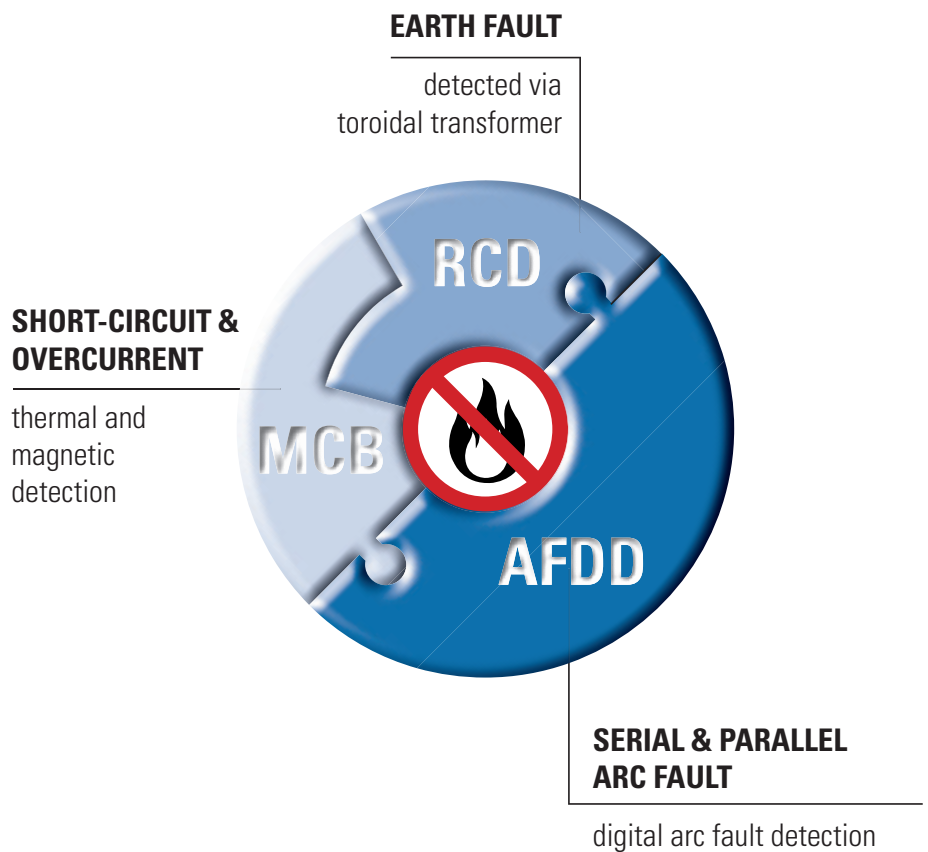 EARTH FAULT
detected via
toroidal transformer
RCD
SHORT-CIRCUIT &
OVERCURRENT
thermal and
magnetic
detection
MCB
AFDD
SERIAL & PARALLEL
ARC FAULT
digital arc fault detection